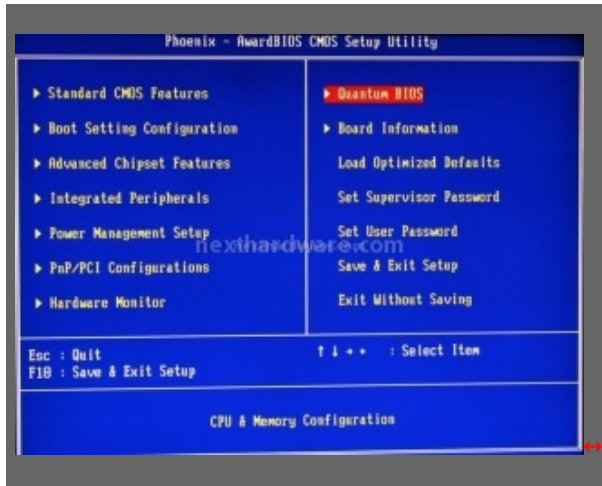 Phoenix - AwardBIOS CMOS Setup Utility
▶ Standard CMOS Features
▶ Boot Setting Configuration
▶ Advanced Chipset Features
▶ Integrated Peripherals
▶ Power Management Setup
▶ PnP/PCI Configurations
▶ Hardware Monitor
▶ Quantum BIOS
▶ Board Information
Load Optimized Defaults
Set Supervisor Password
Set User Password
Save & Exit Setup
Exit Without Saving
nexthardware.com
Esc : Quit
F10 : Save & Exit Setup
↑ ↓ → ← : Select Item
CPU & Memory Configuration